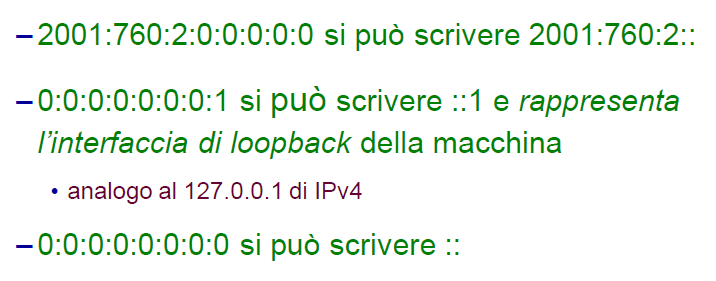 – 2001:760:2:0:0:0:0:0 si può scrivere 2001:760:2::
– 0:0:0:0:0:0:0:1 si può scrivere ::1 e rappresenta
l’interfaccia di loopback della macchina
• analogo al 127.0.0.1 di IPv4
– 0:0:0:0:0:0:0:0 si può scrivere ::